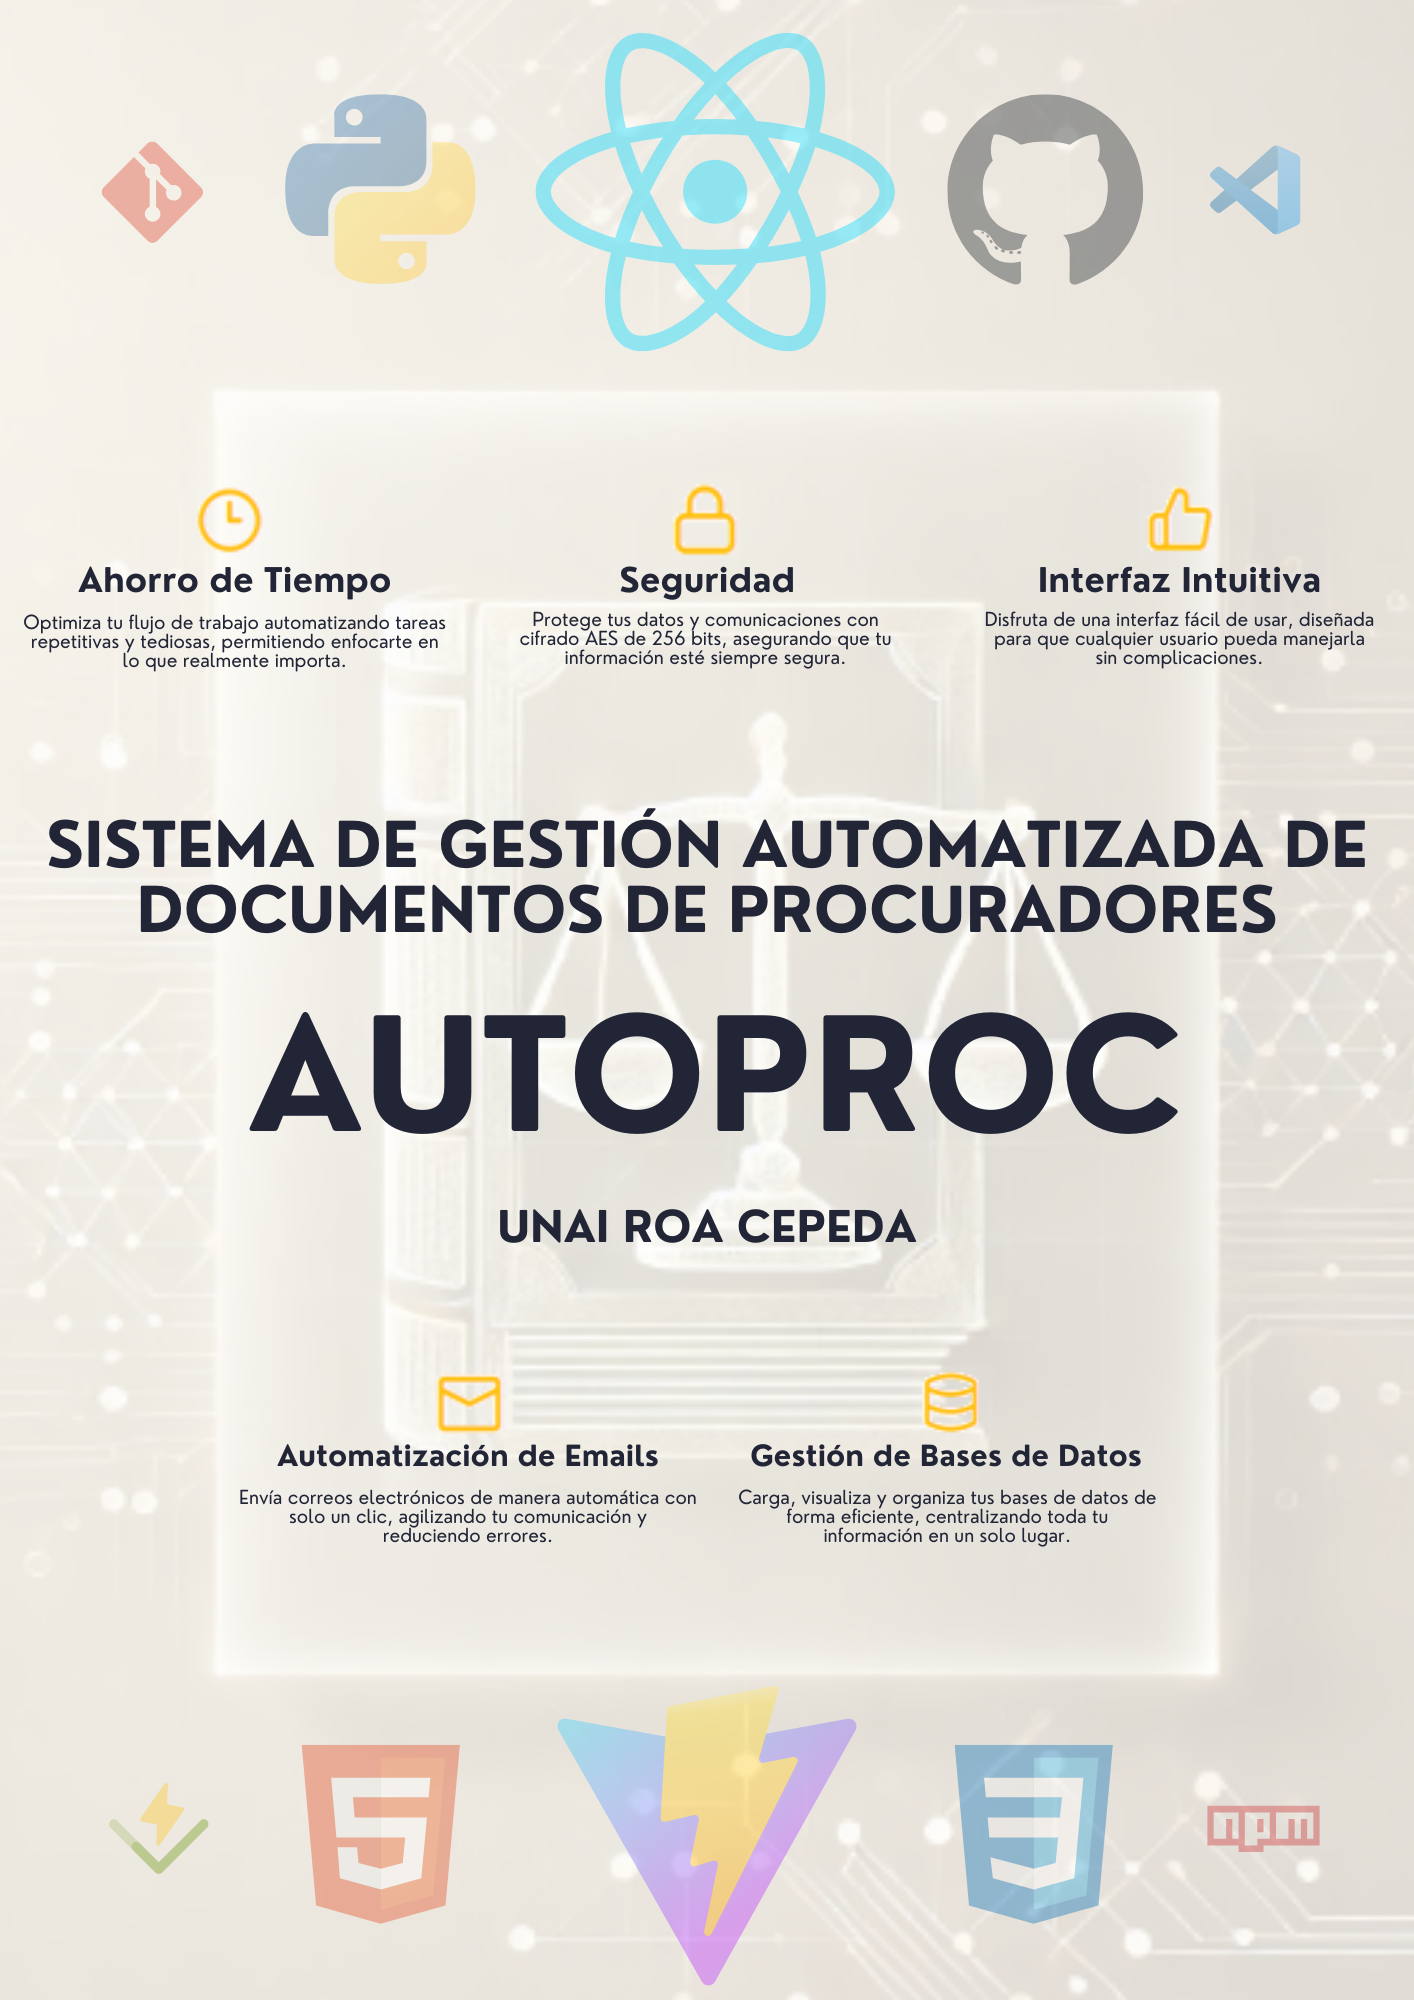 Ahorro de Tiempo
Optimiza tu flujo de trabajo automatizando tareas
repetitivas y tediosas, permitiendo enfocarte en
lo que realmente importa.
Seguridad
Protege tus datos y comunicaciones con
cifrado AES de 256 bits, asegurando que tu
información esté siempre segura.
Interfaz Intuitiva
Disfruta de una interfaz fácil de usar, diseñada
para que cualquier usuario pueda manejarla
sin complicaciones.
SISTEMA DE GESTIÓN AUTOMATIZADA DE
DOCUMENTOS DE PROCURADORES
AUTOPROC
UNAI ROA CEPEDA
Automatización de Emails
Envía correos electrónicos de manera automática con
solo un clic, agilizando tu comunicación y
reduciendo errores.
Gestión de Bases de Datos
Carga, visualiza y organiza tus bases de datos de
forma eficiente, centralizando toda tu
información en un solo lugar.
5
3
npm